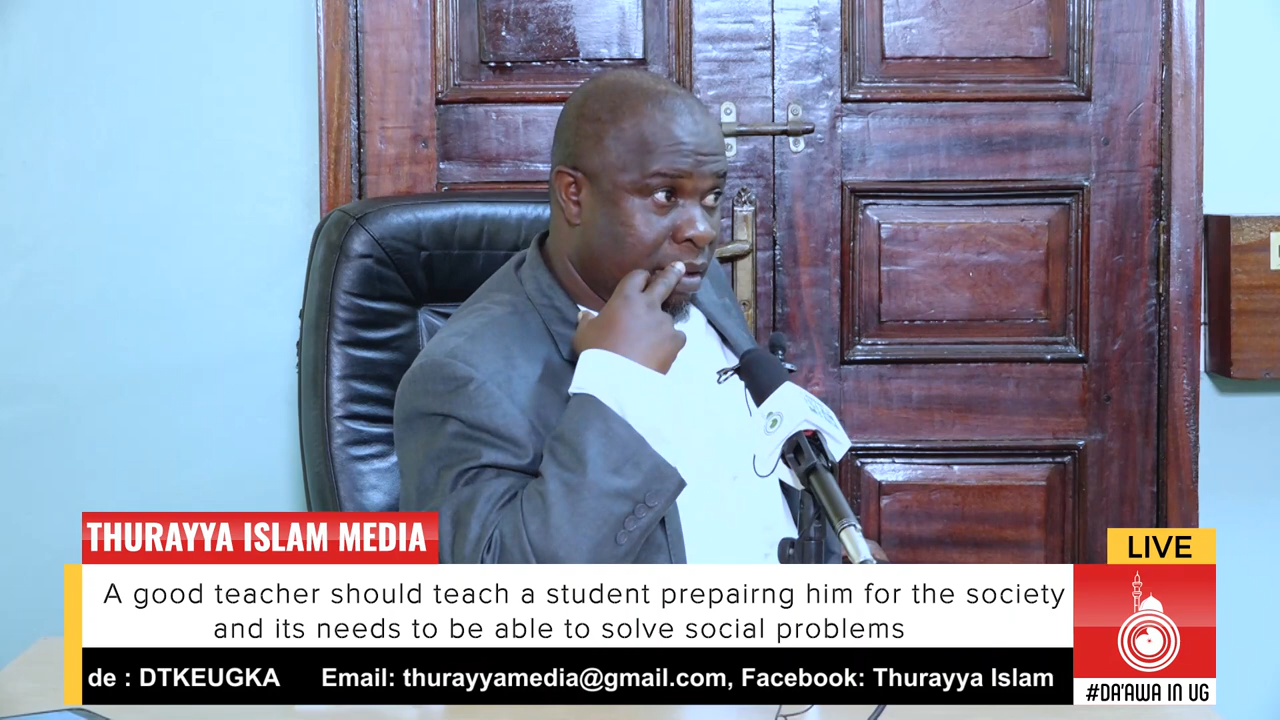 THURAYYA ISLAM MEDIA
LIVE
A good teacher should teach a student prepairng him for the society
and its needs to be able to solve social problems
de : DTKEUGKA Email: thurayyamedia@gmail.com, Facebook: Thurayya Islam
#DA'AWA IN UG